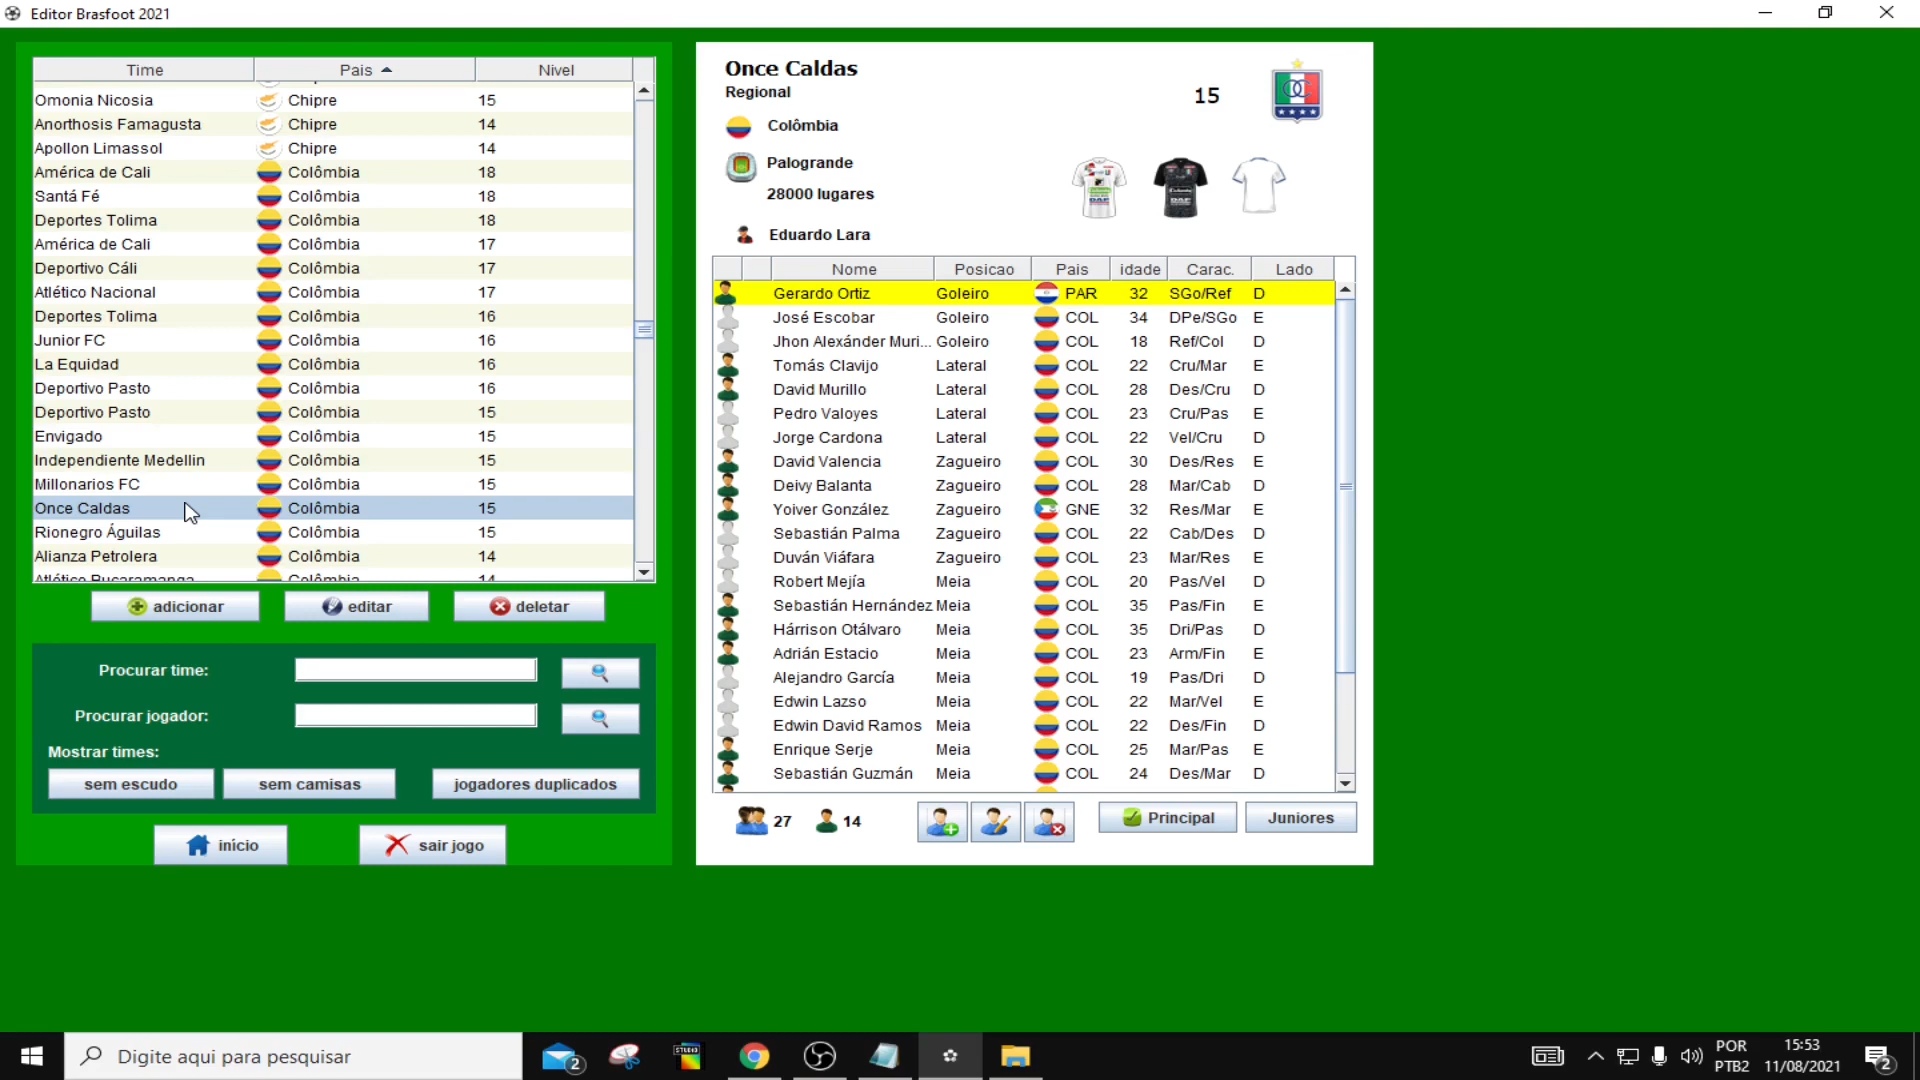 Editor Brasfoot 2021
Time Pais Nivel
Omonia Nicosia Chipre 15
Anorthosis Famagusta Chipre 14
Apollon Limassol Chipre 14
América de Cali Colômbia 18
Santá Fé Colômbia 18
Deportes Tolima Colômbia 18
América de Cali Colômbia 17
Deportivo Cáli Colômbia 17
Atlético Nacional Colômbia 17
Deportes Tolima Colômbia 16
Junior FC Colômbia 16
La Equidad Colômbia 16
Deportivo Pasto Colômbia 16
Deportivo Pasto Colômbia 15
Envigado Colômbia 15
Independiente Medellin Colômbia 15
Millonarios FC Colômbia 15
Once Caldas Colômbia 15
Rionegro Águilas Colômbia 15
Alianza Petrolera Colômbia 14
Atlético Bucaramanga Colômbia 14
adicionar editar deletar
Procurar time:
Procurar jogador:
Mostrar times:
sem escudo sem camisas jogadores duplicados
início sair jogo
Once Caldas
Regional
15
Colômbia
Palogrande
28000 lugares
Eduardo Lara
Nome Posicao Pais idade Carac. Lado
Gerardo Ortiz Goleiro PAR 32 SGo/Ref D
José Escobar Goleiro COL 34 DPe/SGo E
Jhon Alexánder Muri... Goleiro COL 18 Ref/Col D
Tomás Clavijo Lateral COL 22 Cru/Mar E
David Murillo Lateral COL 28 Des/Cru D
Pedro Valoyes Lateral COL 23 Cru/Pas E
Jorge Cardona Lateral COL 22 Vel/Cru D
David Valencia Zagueiro COL 30 Des/Res E
Deivy Balanta Zagueiro COL 28 Mar/Cab D
Yoiver González Zagueiro GNE 32 Res/Mar E
Sebastián Palma Zagueiro COL 22 Cab/Des D
Duván Viáfara Zagueiro COL 23 Mar/Res E
Robert Mejía Meia COL 20 Pas/Vel D
Sebastián Hernández Meia COL 35 Pas/Fin E
Hárrison Otálvaro Meia COL 35 Dri/Pas D
Adrián Estacio Meia COL 23 Arm/Fin E
Alejandro García Meia COL 19 Pas/Dri D
Edwin Lazso Meia COL 22 Mar/Vel E
Edwin David Ramos Meia COL 22 Des/Fin D
Enrique Serje Meia COL 25 Mar/Pas E
Sebastián Guzmán Meia COL 24 Des/Mar D
27 14 Principal Juniores
Digite aqui para pesquisar
2
STUDIO
POR
PTB2
15:53
11/08/2021
2